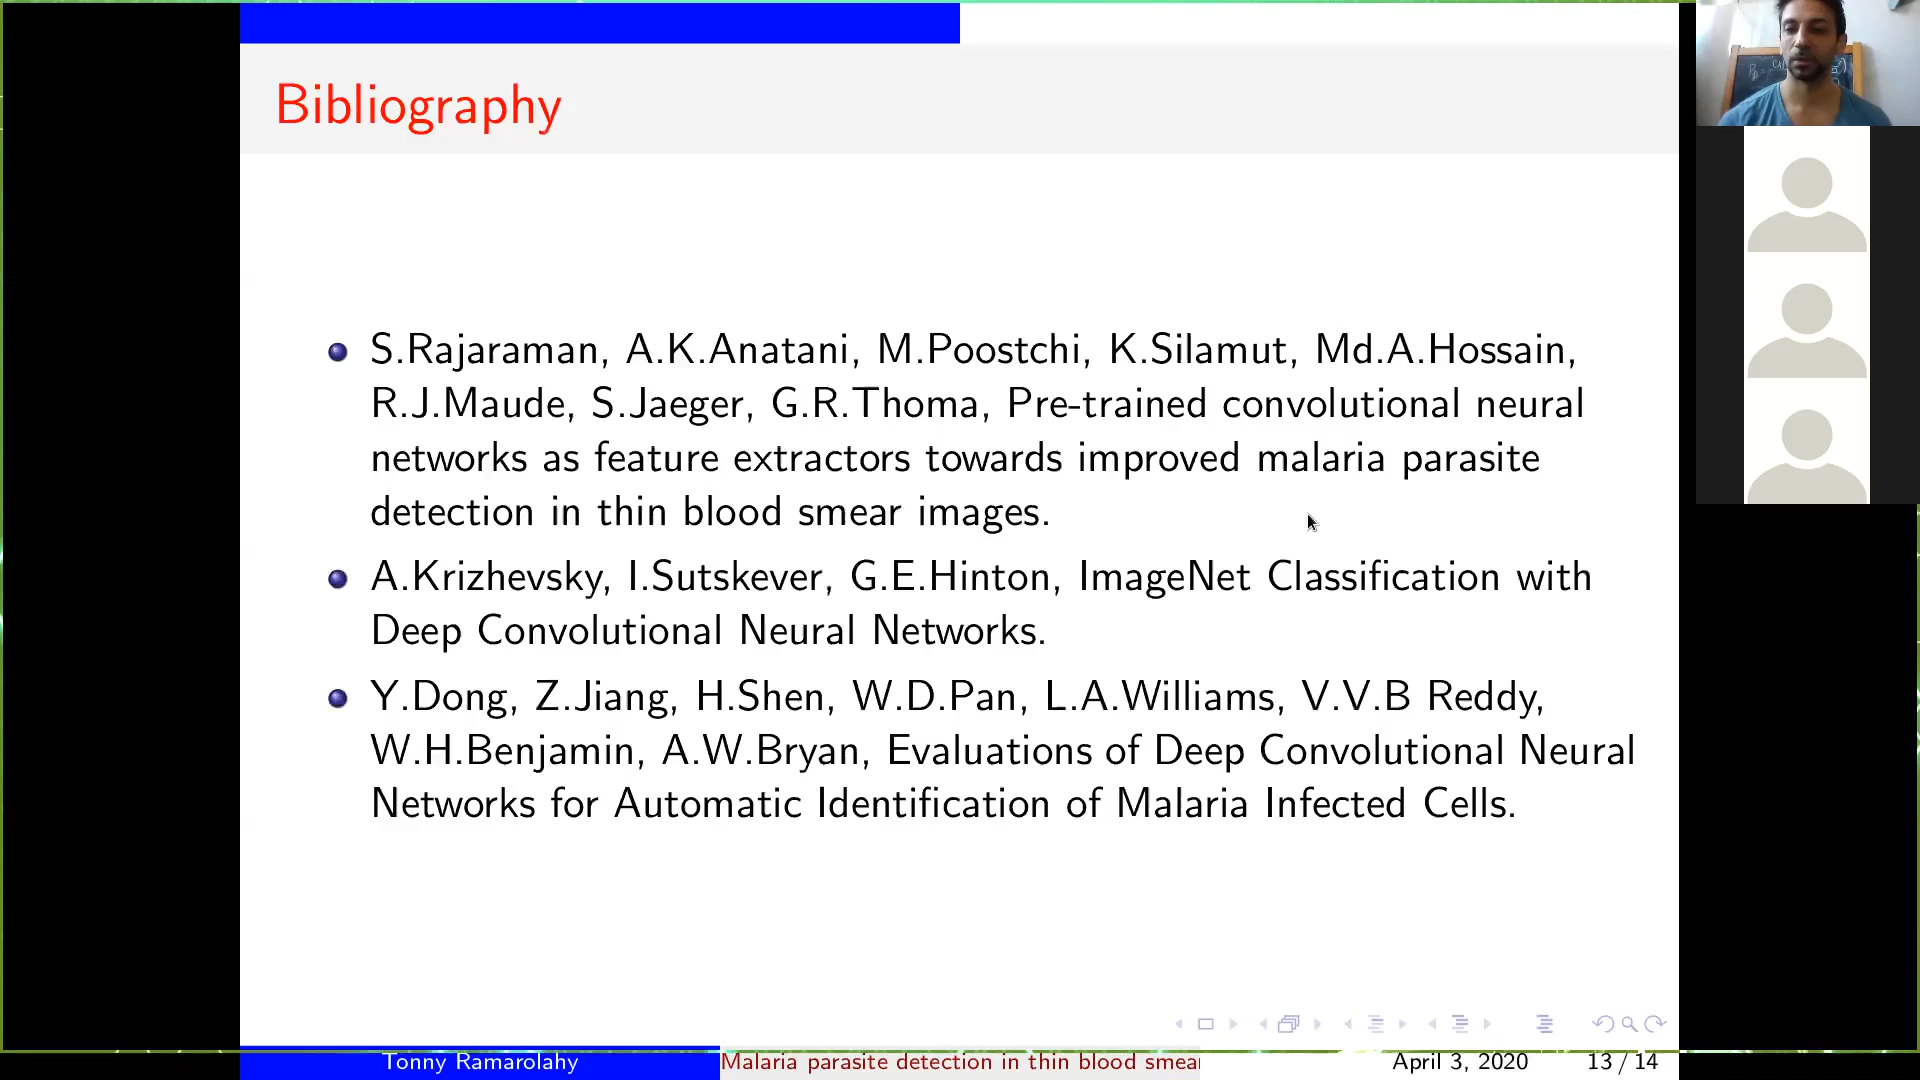 Bibliography
S.Rajaraman, A.K.Anatani, M.Poostchi, K.Silamut, Md.A.Hossain,
R.J.Maude, S.Jaeger, G.R.Thoma, Pre-trained convolutional neural
networks as feature extractors towards improved malaria parasite
detection in thin blood smear images.
A.Krizhevsky, I.Sutskever, G.E.Hinton, ImageNet Classification with
Deep Convolutional Neural Networks.
Y.Dong, Z.Jiang, H.Shen, W.D.Pan, L.A.Williams, V.V.B Reddy,
W.H.Benjamin, A.W.Bryan, Evaluations of Deep Convolutional Neural
Networks for Automatic Identification of Malaria Infected Cells.
Tonny Ramarolahy Malaria parasite detection in thin blood smear April 3, 2020 13 / 14